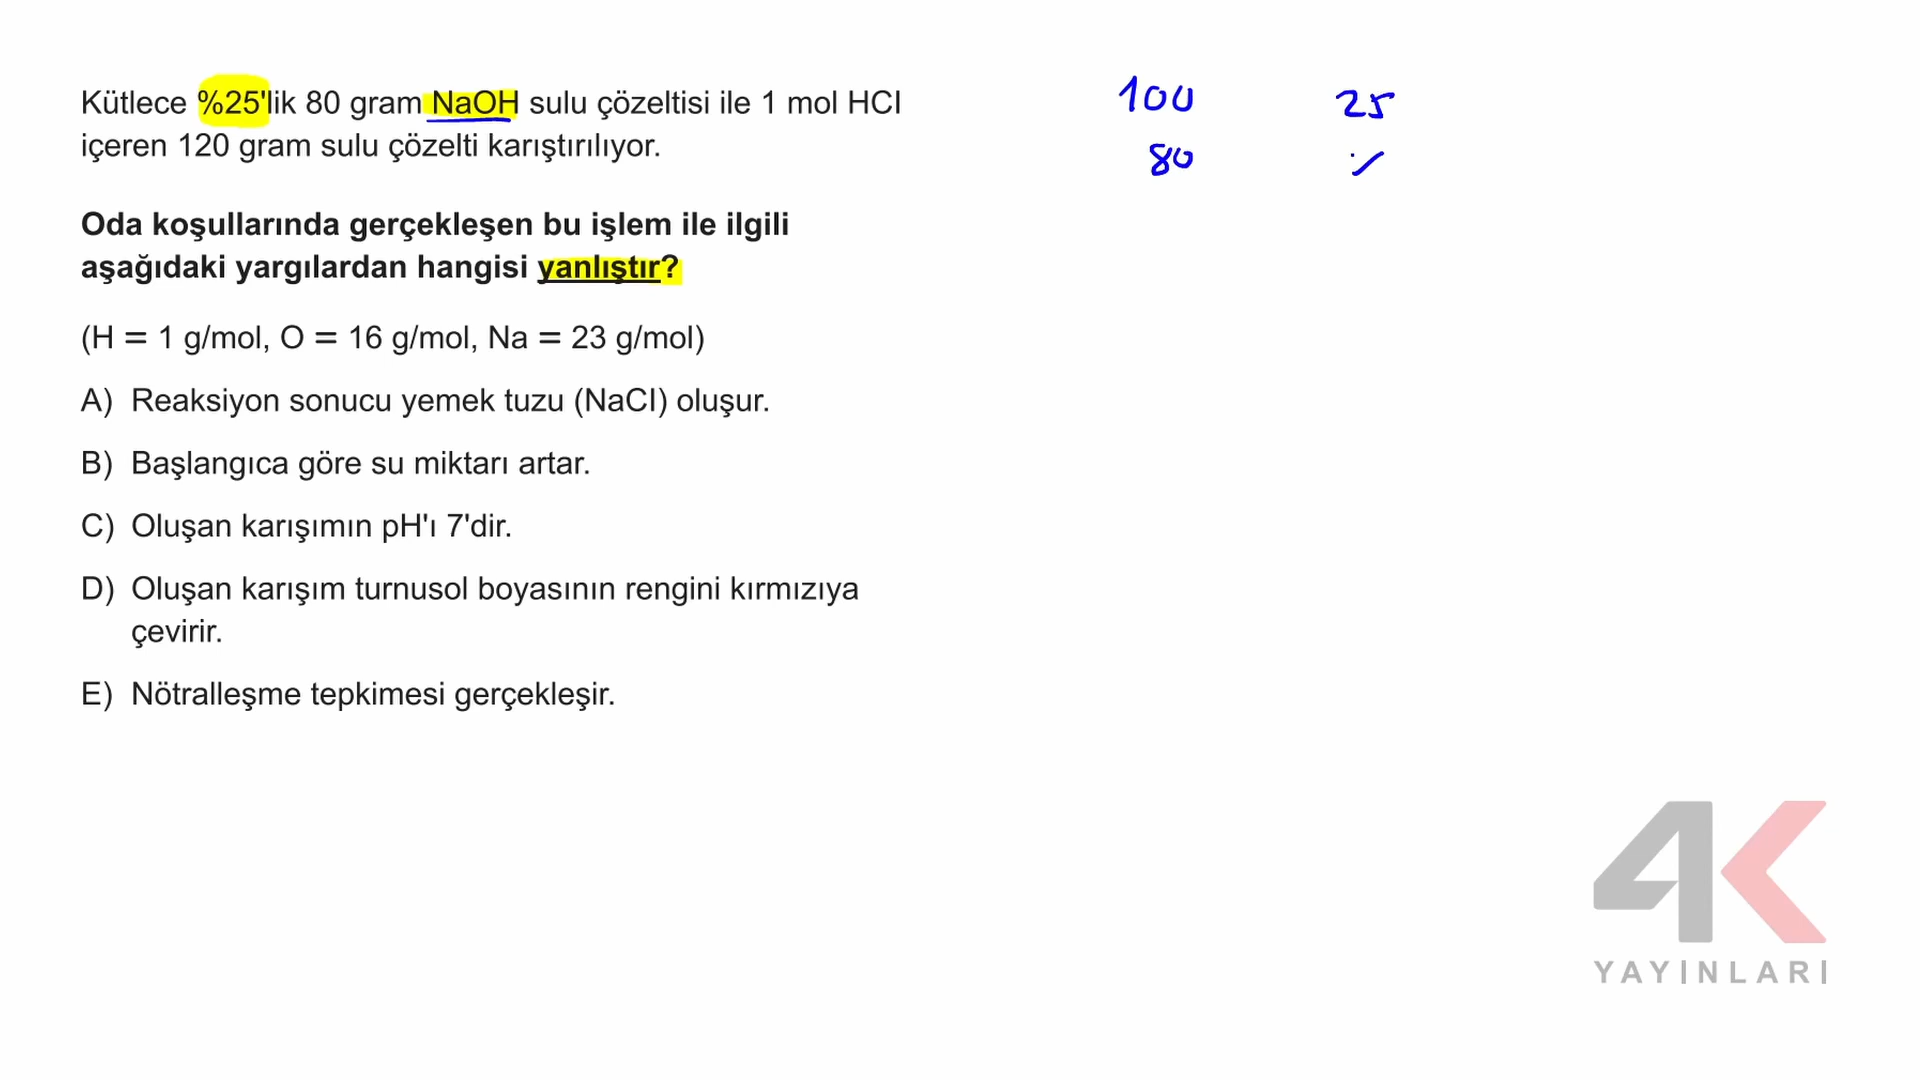 Kütlece %25'lik 80 gram NaOH sulu çözeltisi ile 1 mol HCl
içeren 120 gram sulu çözelti karıştırılıyor.
Oda koşullarında gerçekleşen bu işlem ile ilgili
aşağıdaki yargılardan hangisi yanlıştır?
(H = 1 g/mol, O = 16 g/mol, Na = 23 g/mol)
A) Reaksiyon sonucu yemek tuzu (NaCl) oluşur.
B) Başlangıca göre su miktarı artar.
C) Oluşan karışımın pH'ı 7'dir.
D) Oluşan karışım turnusol boyasının rengini kırmızıya
çevirir.
E) Nötralleşme tepkimesi gerçekleşir.
100 25
80
4K
YAYINLARI